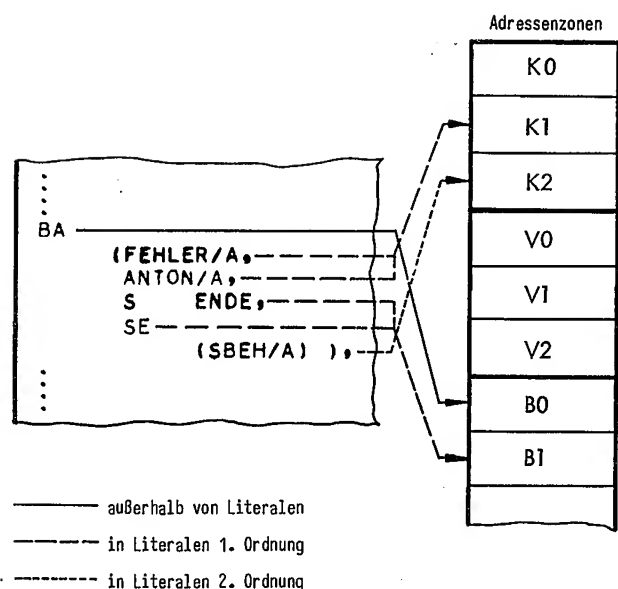 Adressenzonen
K0
K1
K2
V0
V1
V2
B0
B1
BA
(FEHLER/A,
ANTON/A,
S ENDE,
SE
(SBEH/A) ),
außerhalb von Literalen
in Literalen 1. Ordnung
in Literalen 2. Ordnung